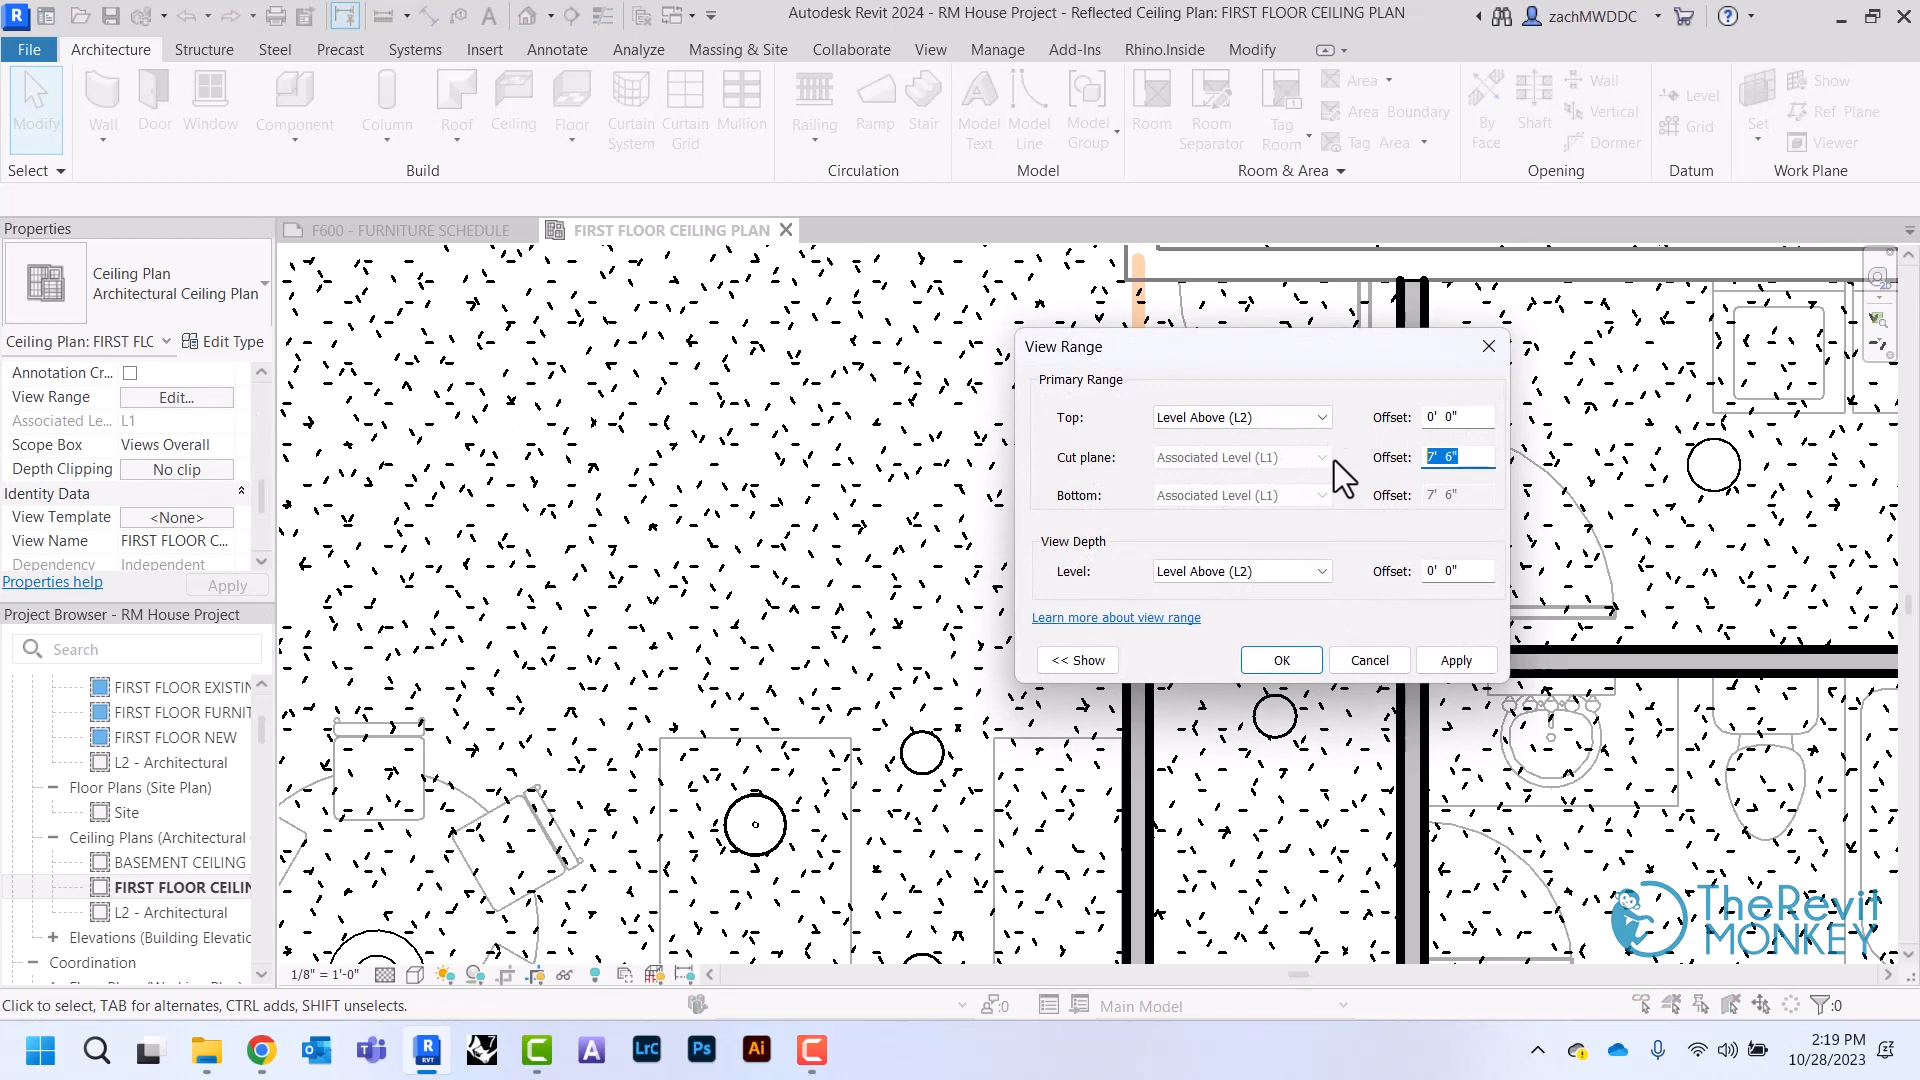 Autodesk Revit 2024 - RM House Project - Reflected Ceiling Plan: FIRST FLOOR CEILING PLAN
zachMWDDC
File Architecture Structure Steel Precast Systems Insert Annotate Analyze Massing & Site Collaborate View Manage Add-Ins Rhino.Inside Modify
Modify Wall Door Window Component Column Roof Ceiling Floor Curtain System Curtain Grid Mullion Railing Ramp Stair Model Text Model Line Model Group Room Room Separator Tag Room Area Area Boundary Tag Area By Face Shaft Wall Vertical Dormer Level Grid Set Show Ref Plane Viewer
Select Build Circulation Model Room & Area Opening Datum Work Plane
Properties
F600 - FURNITURE SCHEDULE
FIRST FLOOR CEILING PLAN
Ceiling Plan
Architectural Ceiling Plan
Ceiling Plan: FIRST FLC Edit Type
Annotation Cr...
View Range Edit...
Associated Le... L1
Scope Box Views Overall
Depth Clipping No clip
Identity Data
View Template <None>
View Name FIRST FLOOR C...
Dependency Independent
Properties help Apply
Project Browser - RM House Project
Search
FIRST FLOOR EXISTIN
FIRST FLOOR FURNIT
FIRST FLOOR NEW
L2 - Architectural
Floor Plans (Site Plan)
Site
Ceiling Plans (Architectural
BASEMENT CEILING
FIRST FLOOR CEILIN
L2 - Architectural
Elevations (Building Elevatio
Coordination
View Range
Primary Range
Top: Level Above (L2) Offset: 0' 0"
Cut plane: Associated Level (L1) Offset: 7' 6"
Bottom: Associated Level (L1) Offset: 7' 6"
View Depth
Level: Level Above (L2) Offset: 0' 0"
Learn more about view range
<< Show OK Cancel Apply
TheRevit
MONKEY
1/8" = 1'-0"
Click to select, TAB for alternates, CTRL adds, SHIFT unselects.
:0
Main Model
:0
LrC Ps Ai
2:19 PM
10/28/2023